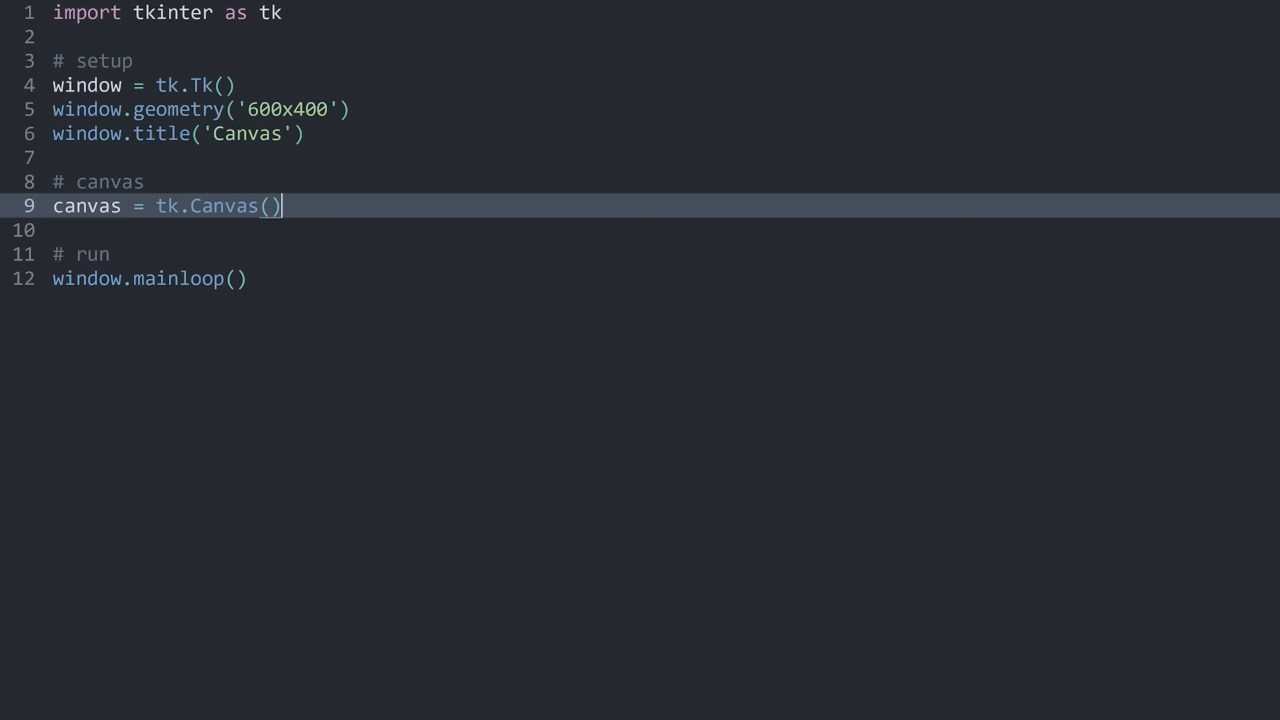 1 import tkinter as tk
2
3 # setup
4 window = tk.Tk()
5 window.geometry('600x400')
6 window.title('Canvas')
7
8 # canvas
9 canvas = tk.Canvas()
10
11 # run
12 window.mainloop()